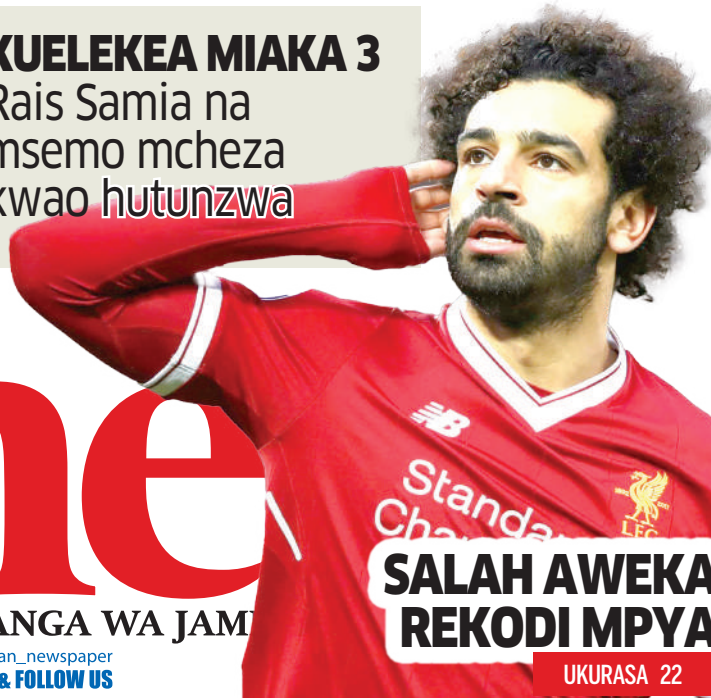 KUELEKEA MIAKA 3
Rais Samia na
msemo mcheza
kwao hutunzwa
ne
ANGA WA JAM
an_newspaper
& FOLLOW US
Standa
Cha
LFC
SALAH AWEKA
REKODI MPYA
UKURASA 22